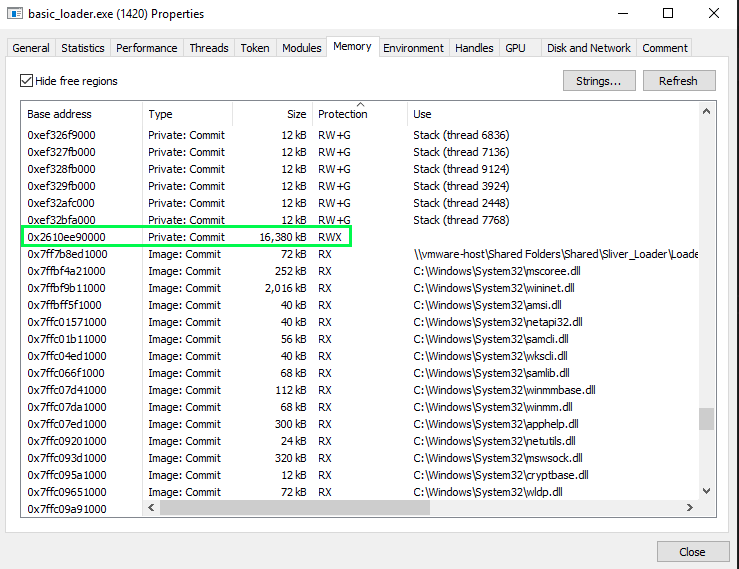 basic_loader.exe (1420) Properties
General Statistics Performance Threads Token Modules Memory Environment Handles GPU Disk and Network Comment
Hide free regions Strings... Refresh
Base address Type Size Protection Use
0xef326f9000 Private: Commit 12 kB RW+G Stack (thread 6836)
0xef327fb000 Private: Commit 12 kB RW+G Stack (thread 7136)
0xef328fb000 Private: Commit 12 kB RW+G Stack (thread 9124)
0xef329fb000 Private: Commit 12 kB RW+G Stack (thread 3924)
0xef32afc000 Private: Commit 12 kB RW+G Stack (thread 2448)
0xef32bfa000 Private: Commit 12 kB RW+G Stack (thread 7768)
0x2610ee90000 Private: Commit 16,380 kB RWX
0x7ff7b8ed1000 Image: Commit 72 kB RX \\vmware-host\Shared Folders\Shared\Sliver_Loader\Loade
0x7ffbf4a21000 Image: Commit 252 kB RX C:\Windows\System32\mscoree.dll
0x7ffbf9b11000 Image: Commit 2,016 kB RX C:\Windows\System32\wininet.dll
0x7ffbff5f1000 Image: Commit 40 kB RX C:\Windows\System32\amsi.dll
0x7ffc01571000 Image: Commit 40 kB RX C:\Windows\System32\netapi32.dll
0x7ffc01b11000 Image: Commit 56 kB RX C:\Windows\System32\samcli.dll
0x7ffc04ed1000 Image: Commit 40 kB RX C:\Windows\System32\wkscli.dll
0x7ffc066f1000 Image: Commit 68 kB RX C:\Windows\System32\samlib.dll
0x7ffc07d41000 Image: Commit 112 kB RX C:\Windows\System32\winmmbase.dll
0x7ffc07da1000 Image: Commit 68 kB RX C:\Windows\System32\winmm.dll
0x7ffc07ed1000 Image: Commit 300 kB RX C:\Windows\System32\apphelp.dll
0x7ffc09201000 Image: Commit 24 kB RX C:\Windows\System32\netutils.dll
0x7ffc093d1000 Image: Commit 320 kB RX C:\Windows\System32\mswsock.dll
0x7ffc095a1000 Image: Commit 12 kB RX C:\Windows\System32\cryptbase.dll
0x7ffc09651000 Image: Commit 72 kB RX C:\Windows\System32\wldp.dll
0x7ffc09a91000
Close